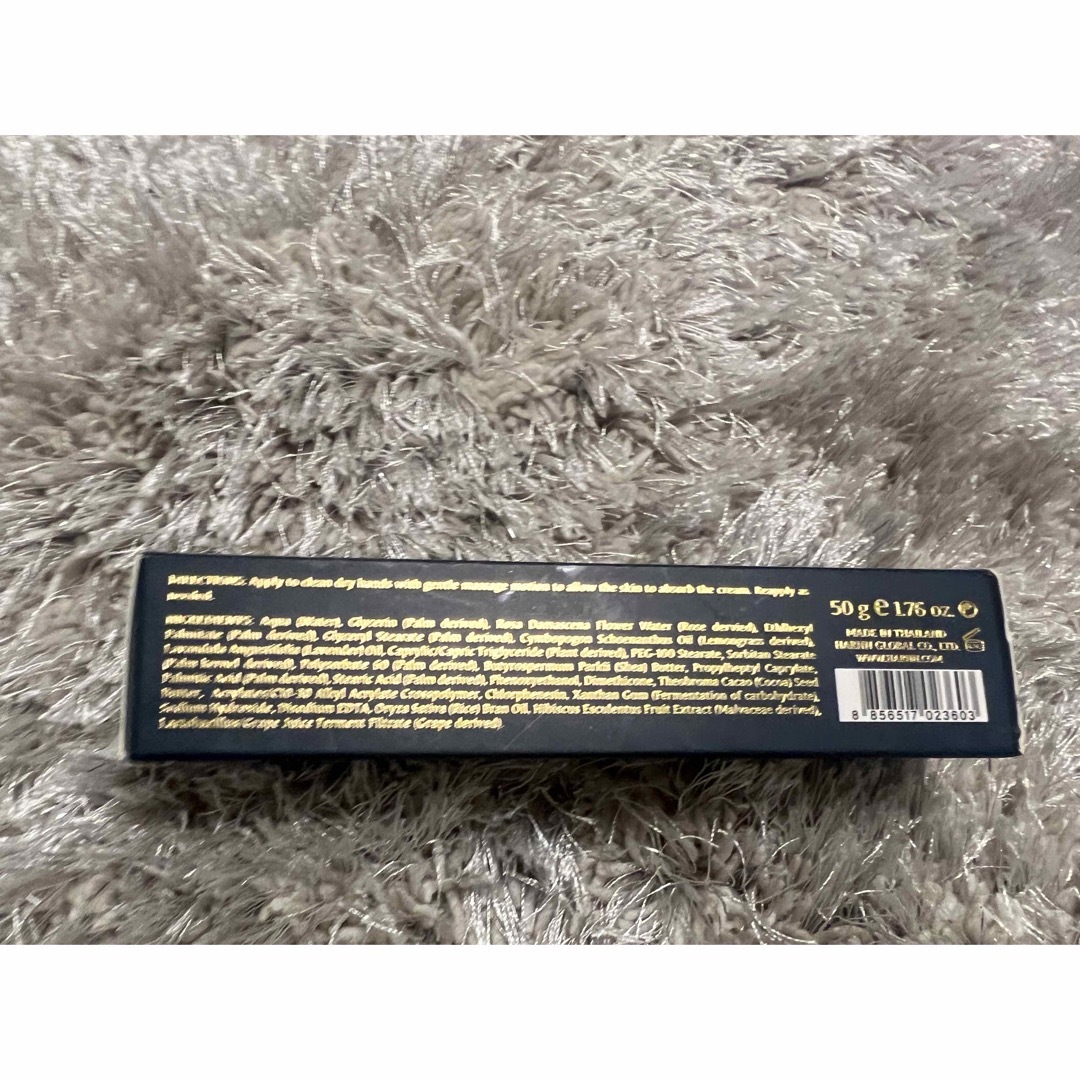 DIRECTIONS: Apply to clean dry hands with gentle massage motion to allow the skin to absorb the cream. Reapply as
needed.
INGREDIENTS: Aqua (Water), Glycerin (Palm derived), Rosa Damascena Flower Water (Rose dervied), Ethlhexyl
Palmitate (Palm derived), Glyceryl Stearate (Palm derived), Cymbopogon Schoenanthus Oil (Lemongrass derived),
Lavandula Angustifolia (Lavender) Oil, Caprylic/Capric Triglyceride (Plant derived), PEG-100 Stearate, Sorbitan Stearate
(Palm derived), Polysorbate 60 (Palm derived), Butyrospermum Parkii (Shea) Butter, Propylheptyl Caprylate,
Palmitic Acid (Palm derived), Stearic Acid (Palm derived), Phenoxyethanol, Dimethicone, Theobroma Cacao (Cocoa) Seed
Butter, Acrylates/C10-30 Alkyl Acrylate Crosspolymer, Chlorphenesin, Xanthan Gum (Fermentation of carbohydrate),
Sodium Hydroxide, Disodium EDTA, Oryza Sativa (Rice) Bran Oil, Hibiscus Esculentus Fruit Extract (Malvaceae derived),
Lactobacillus/Grape Juice Ferment Filtrate (Grape derived)
50 g ℮ 1.76 oz.
MADE IN THAILAND
HARNN GLOBAL CO., LTD.
WWW.HARNN.COM
8 856517 023603